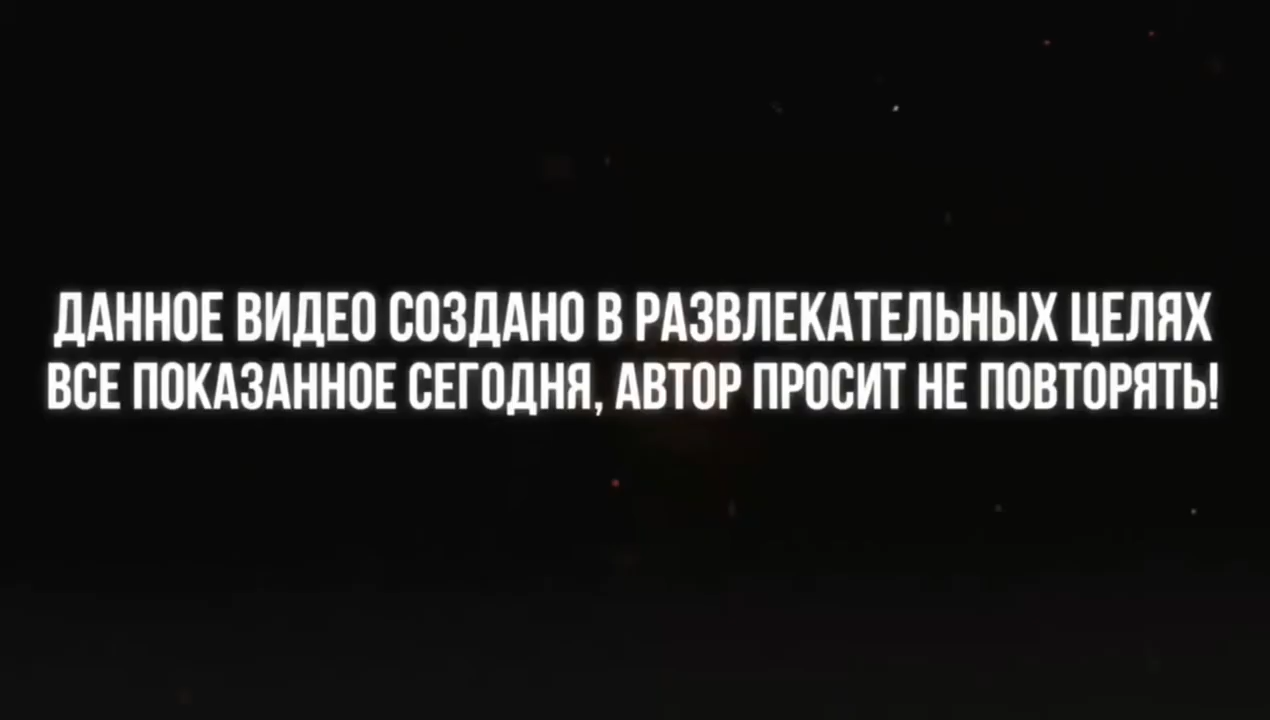 ДАННОЕ ВИДЕО СОЗДАНО В РАЗВЛЕКАТЕЛЬНЫХ ЦЕЛЯХ
ВСЕ ПОКАЗАННОЕ СЕГОДНЯ, АВТОР ПРОСИТ НЕ ПОВТОРЯТЬ!